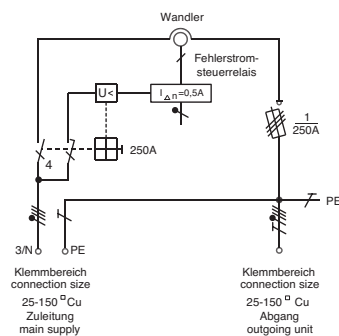 Wandler
Fehlerstrom-
steuerrelais
U<
I△n=0,5A
1
250A
4
250A
PE
3/N
PE
Klemmbereich
connection size
25-150 □ Cu
Zuleitung
main supply
Klemmbereich
connection size
25-150 □ Cu
Abgang
outgoing unit